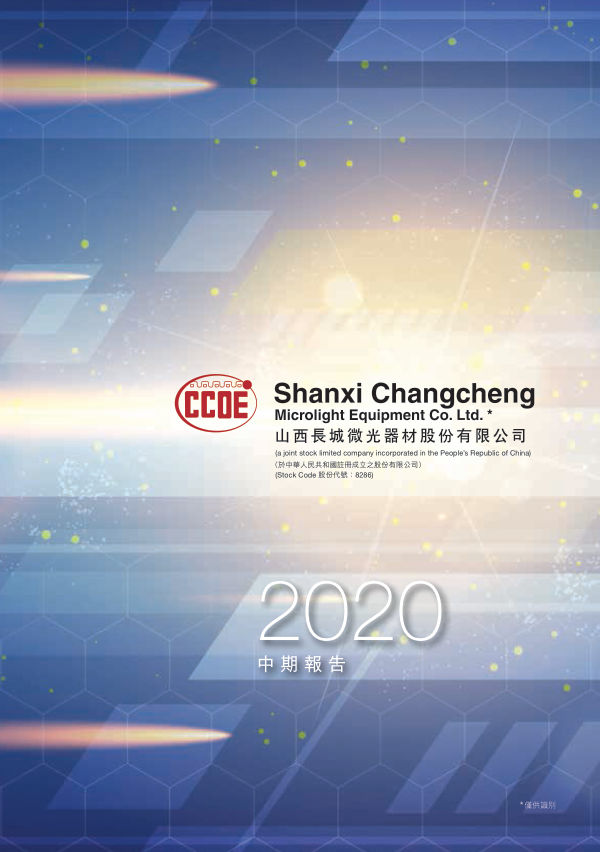 CCOE
Shanxi Changcheng
Microlight Equipment Co. Ltd. *
山西長城微光器材股份有限公司
(a joint stock limited company incorporated in the People's Republic of China)
(於中華人民共和國註冊成立之股份有限公司)
(Stock Code 股份代號：8286)
2020
中期報告
* 僅供識別